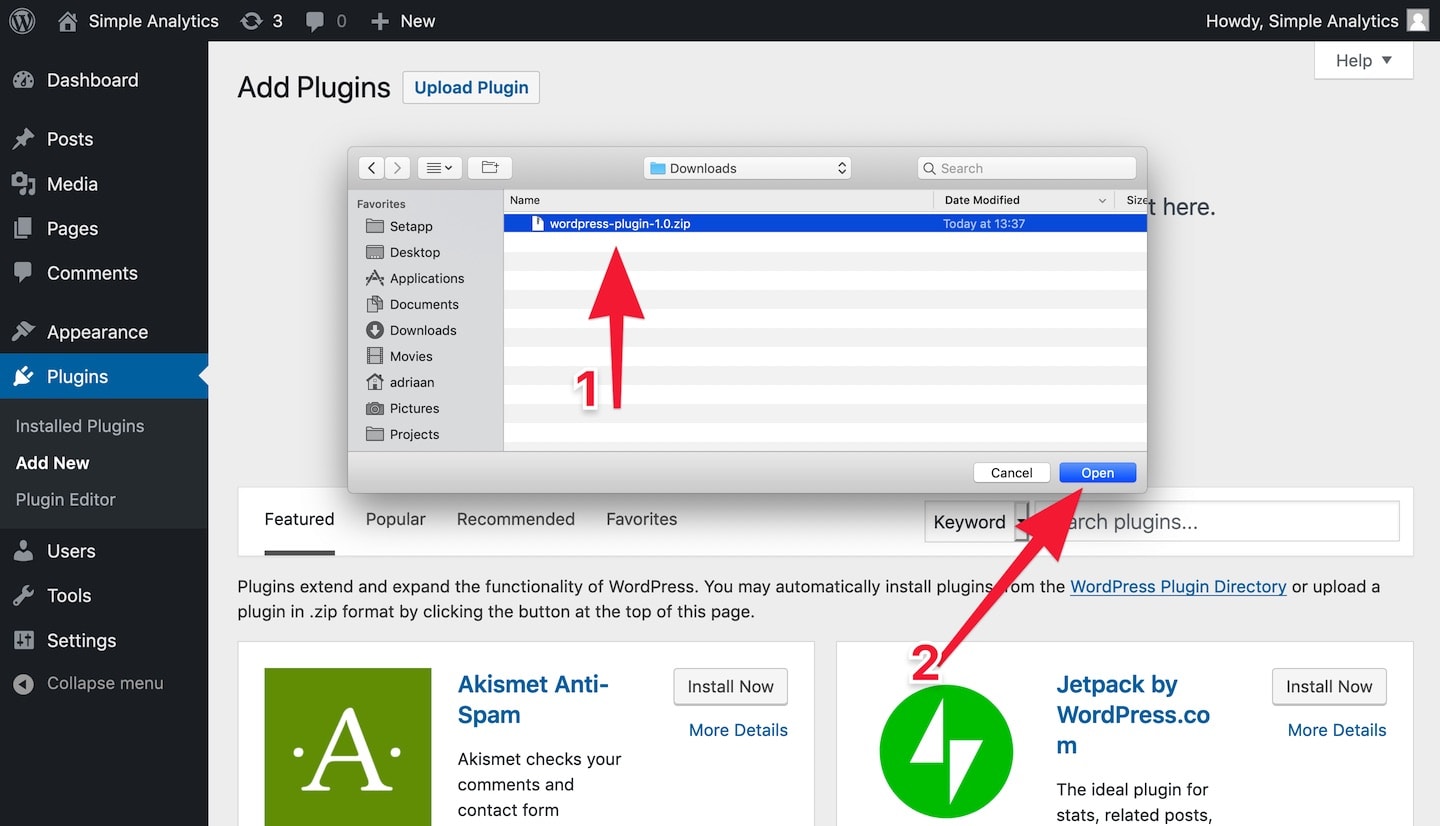 Simple Analytics
3
0
New
Howdy, Simple Analytics
Dashboard
Posts
Media
Pages
Comments
Appearance
Plugins
Installed Plugins
Add New
Plugin Editor
Users
Tools
Settings
Collapse menu
Help
Add Plugins
Upload Plugin
t here.
Downloads
Search
Favorites
Setapp
Desktop
Applications
Documents
Downloads
Movies
adriaan
Pictures
Projects
Name
Date Modified
Size
wordpress-plugin-1.0.zip
Today at 13:37
1
Cancel
Open
2
Featured
Popular
Recommended
Favorites
Keyword
arch plugins...
Plugins extend and expand the functionality of WordPress. You may automatically install plugins from the WordPress Plugin Directory or upload a
plugin in .zip format by clicking the button at the top of this page.
A
Akismet Anti-
Spam
Install Now
More Details
Akismet checks your
comments and
contact form
Jetpack by
WordPress.co
m
Install Now
More Details
The ideal plugin for
stats, related posts,